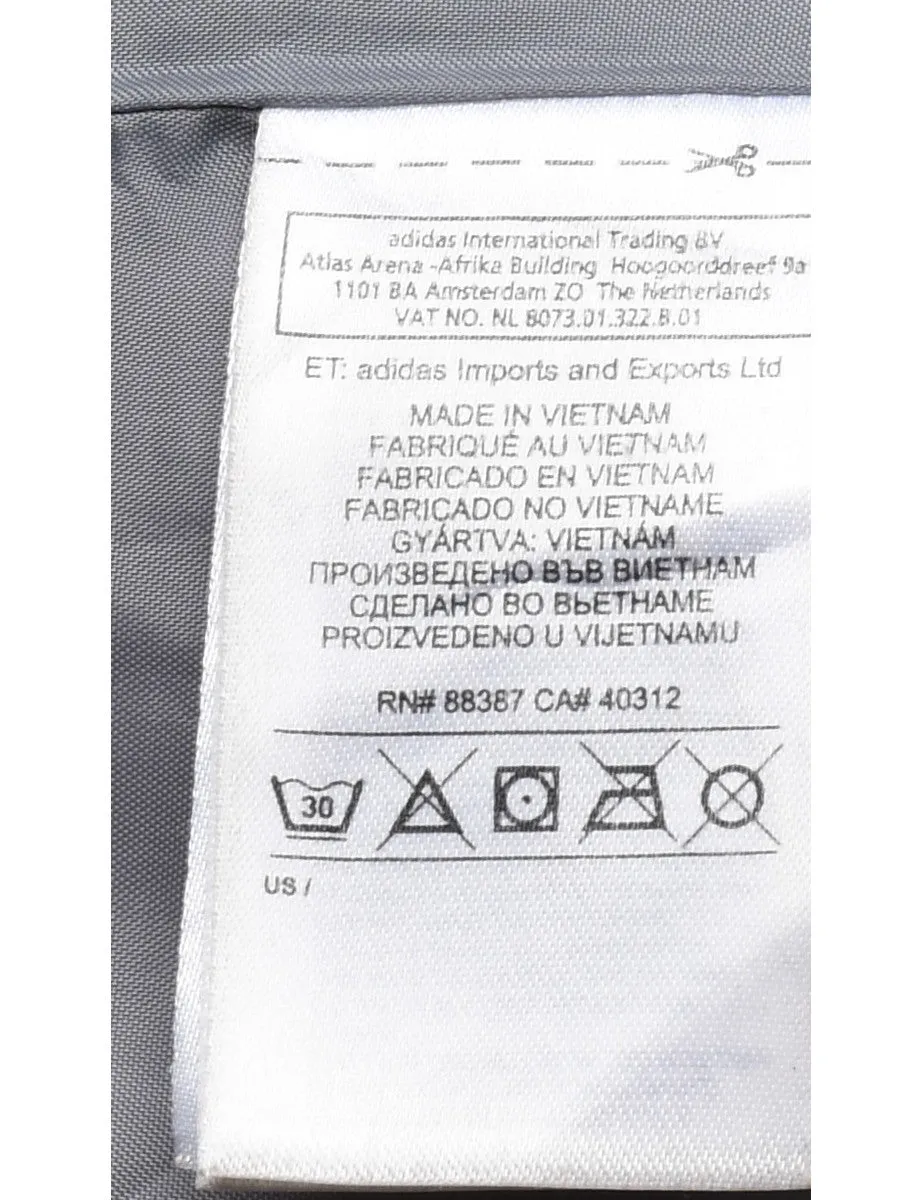 adidas International Trading BV
Atlas Arena -Afrika Building Hoogoorddreef 9a
1101 BA Amsterdam ZO The Netherlands
VAT NO. NL 8073.01.322.B.01
ET: adidas Imports and Exports Ltd
MADE IN VIETNAM
FABRIQUÉ AU VIETNAM
FABRICADO EN VIETNAM
FABRICADO NO VIETNAME
GYÁRTVA: VIETNÁM
ПРОИЗВЕДЕНО ВЪВ ВИЕТНАМ
СДЕЛАНО ВО ВЬЕТНАМЕ
PROIZVEDENO U VIJETNAMU
RN# 88387 CA# 40312
30
US /